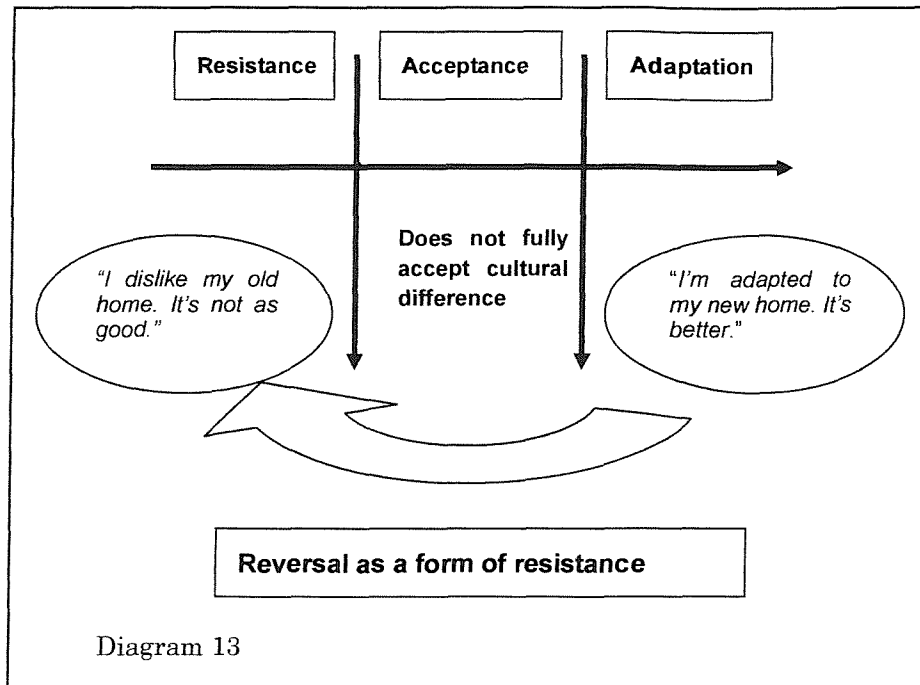 Resistance
Acceptance
Adaptation
Does not fully
accept cultural
difference
"I dislike my old
home. It's not as
good."
"I'm adapted to
my new home. It's
better."
Reversal as a form of resistance
Diagram 13